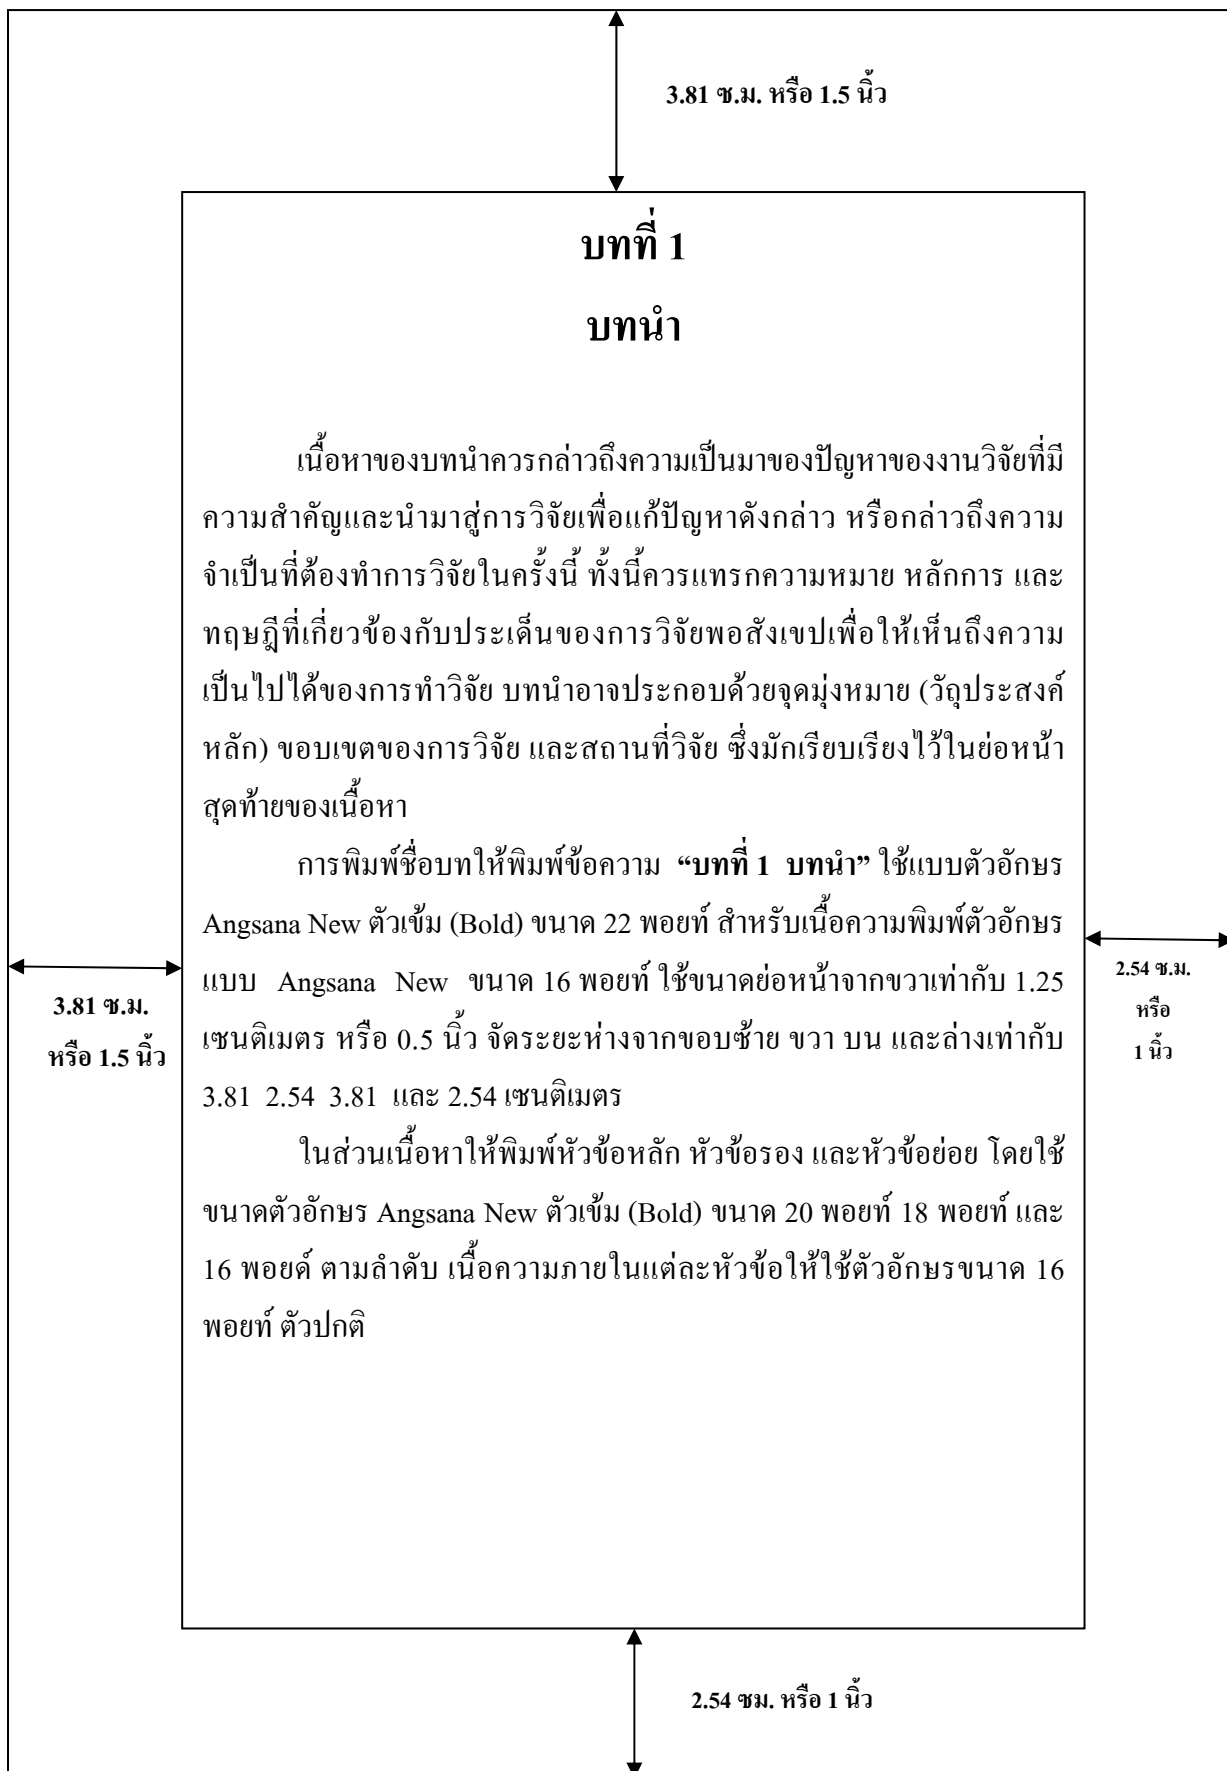 3.81 ซ.ม. หรือ 1.5 นิ้ว
บทที่ 1
บทนำ
เนื้อหาของบทนำควรกล่าวถึงความเป็นมาของปัญหาของงานวิจัยที่มี
ความสำคัญและนำมาสู่การวิจัยเพื่อแก้ปัญหาดังกล่าว หรือกล่าวถึงความ
จำเป็นที่ต้องทำการวิจัยในครั้งนี้ ทั้งนี้ควรแทรกความหมาย หลักการ และ
ทฤษฎีที่เกี่ยวข้องกับประเด็นของการวิจัยพอสังเขปเพื่อให้เห็นถึงความ
เป็นไปได้ของการทำวิจัย บทนำอาจประกอบด้วยจุดมุ่งหมาย (วัถุประสงค์
หลัก) ขอบเขตของการวิจัย และสถานที่วิจัย ซึ่งมักเรียบเรียงไว้ในย่อหน้า
สุดท้ายของเนื้อหา
การพิมพ์ชื่อบทให้พิมพ์ข้อความ “บทที่ 1 บทนำ” ใช้แบบตัวอักษร
Angsana New ตัวเข้ม (Bold) ขนาด 22 พอยท์ สำหรับเนื้อความพิมพ์ตัวอักษร
แบบ Angsana New ขนาด 16 พอยท์ ใช้ขนาดย่อหน้าจากขวาเท่ากับ 1.25
เซนติเมตร หรือ 0.5 นิ้ว จัดระยะห่างจากขอบซ้าย ขวา บน และล่างเท่ากับ
3.81 2.54 3.81 และ 2.54 เซนติเมตร
ในส่วนเนื้อหาให้พิมพ์หัวข้อหลัก หัวข้อรอง และหัวข้อย่อย โดยใช้
ขนาดตัวอักษร Angsana New ตัวเข้ม (Bold) ขนาด 20 พอยท์ 18 พอยท์ และ
16 พอยด์ ตามลำดับ เนื้อความภายในแต่ละหัวข้อให้ใช้ตัวอักษรขนาด 16
พอยท์ ตัวปกติ
3.81 ซ.ม.
หรือ 1.5 นิ้ว
2.54 ซ.ม.
หรือ
1 นิ้ว
2.54 ซม. หรือ 1 นิ้ว